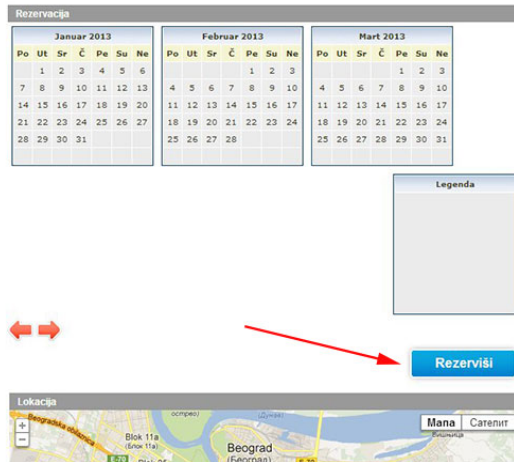 Rezervacija
Januar 2013
Po Ut Sr Č Pe Su Ne
1 2 3 4 5 6
7 8 9 10 11 12 13
14 15 16 17 18 19 20
21 22 23 24 25 26 27
28 29 30 31
Februar 2013
Po Ut Sr Č Pe Su Ne
1 2 3
4 5 6 7 8 9 10
11 12 13 14 15 16 17
18 19 20 21 22 23 24
25 26 27 28
Mart 2013
Po Ut Sr Č Pe Su Ne
1 2 3
4 5 6 7 8 9 10
11 12 13 14 15 16 17
18 19 20 21 22 23 24
25 26 27 28 29 30 31
Legenda
Rezerviši
Lokacija
+
−
Beogradska obilaznica
Blok 11a
(Блок 11а)
Beograd
(Београд)
Мапа
Сателит